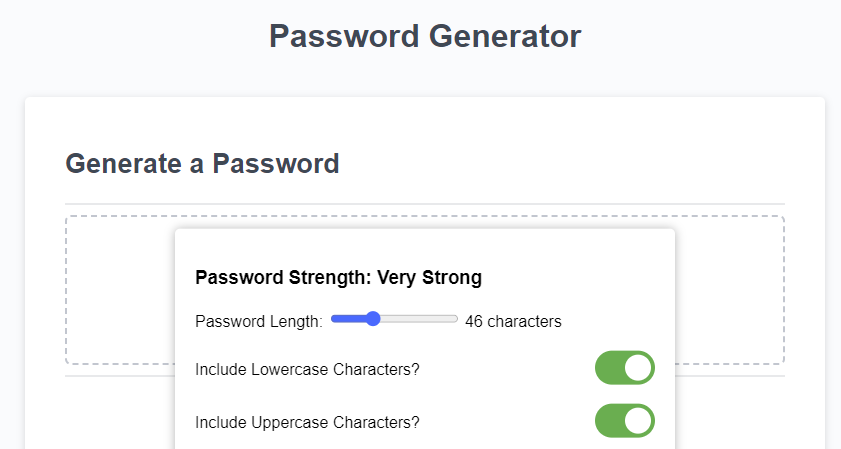 Password Generator
Generate a Password
Password Strength: Very Strong
Password Length: 46 characters
Include Lowercase Characters?
Include Uppercase Characters?